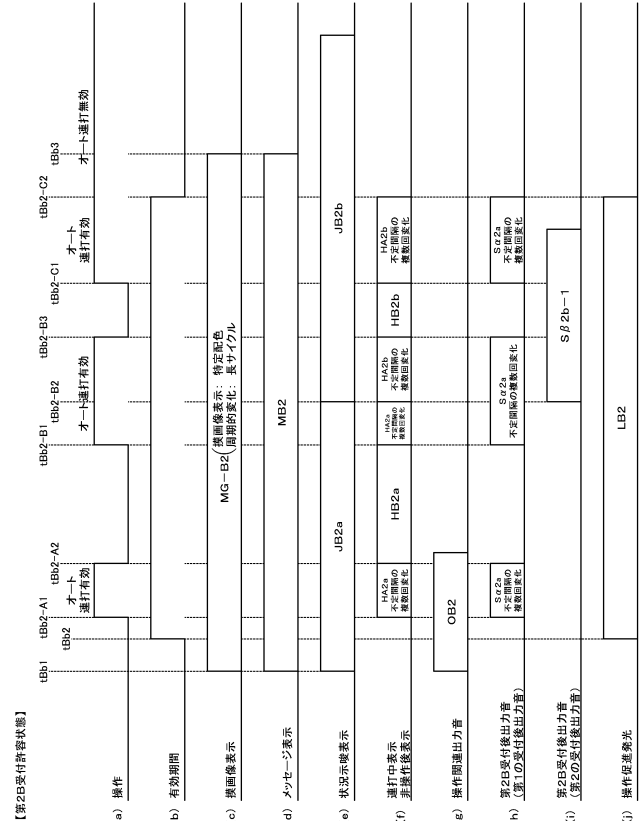 【第2B受付許容状態】
tBb1
tBb2
tBb2-A1
tBb2-A2
tBb2-B1
tBb2-B2
tBb2-B3
tBb2-C1
tBb2-C2
tBb3
a) 操作
オート
連打有効
オート連打有効
オート
連打有効
オート連打無効
b) 有効期間
c) 摸画像表示
MG-B2(摸画像表示: 特定配色
周期的変化: 長サイクル
d) メッセージ表示
MB2
e) 状況示唆表示
JB2a
JB2b
(f) 連打中表示
非操作後表示
HA2a
不定間隔の
複数回変化
HB2a
HA2a
不定間隔の
複数回変化
HA2b
不定間隔の
複数回変化
HB2b
HA2b
不定間隔の
複数回変化
g) 操作関連出力音
OB2
h) 第2B受付後出力音
(第1の受付後出力音)
Sα2a
不定間隔の
複数回変化
Sα2a
不定間隔の複数回変化
Sα2a
不定間隔の
複数回変化
(i) 第2B受付後出力音
(第2の受付後出力音)
Sβ2b-1
(j) 操作促進発光
LB2